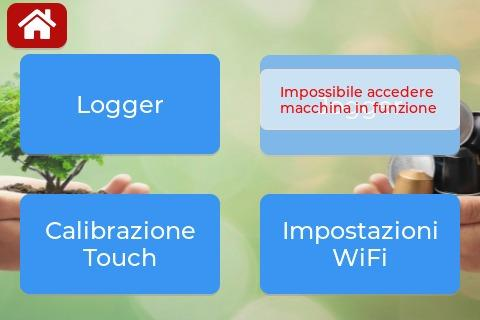 Logger
Impossibile accedere
macchina in funzione
Calibrazione
Touch
Impostazioni
WiFi